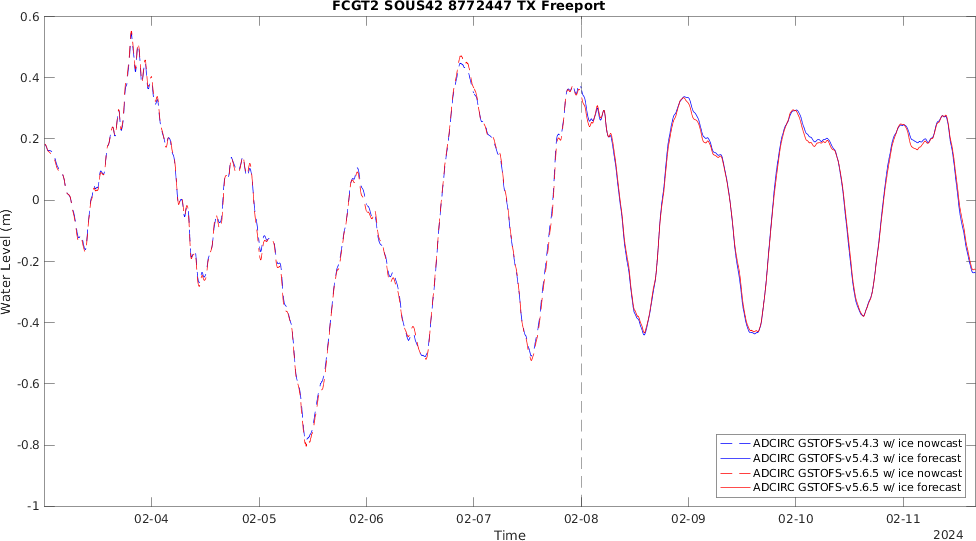 FCGT2 SOUS42 8772447 TX Freeport
0.6
0.4
0.2
0
-0.2
-0.4
-0.6
-0.8
-1
Water Level (m)
02-04
02-05
02-06
02-07
02-08
02-09
02-10
02-11
Time
2024
ADCIRC GSTOFS-v5.4.3 w/ ice nowcast
ADCIRC GSTOFS-v5.4.3 w/ ice forecast
ADCIRC GSTOFS-v5.6.5 w/ ice nowcast
ADCIRC GSTOFS-v5.6.5 w/ ice forecast